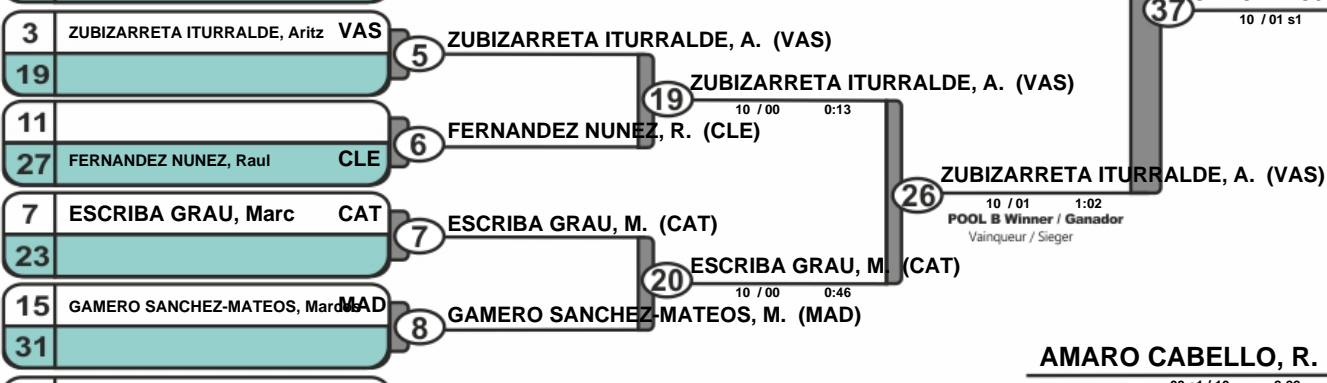 3 ZUBIZARRETA ITURRALDE, Aritz VAS
19
5 ZUBIZARRETA ITURRALDE, A. (VAS)
11
27 FERNANDEZ NUNEZ, Raul CLE
6 FERNANDEZ NUNEZ, R. (CLE)
19 ZUBIZARRETA ITURRALDE, A. (VAS)
10 / 00 0:13
7 ESCRIBA GRAU, Marc CAT
23
7 ESCRIBA GRAU, M. (CAT)
15 GAMERO SANCHEZ-MATEOS, Marcos MAD
31
8 GAMERO SANCHEZ-MATEOS, M. (MAD)
20 ESCRIBA GRAU, M. (CAT)
10 / 00 0:46
26 ZUBIZARRETA ITURRALDE, A. (VAS)
10 / 01 1:02
POOL B Winner / Ganador
Vainqueur / Sieger
37
10 / 01 s1
AMARO CABELLO, R.